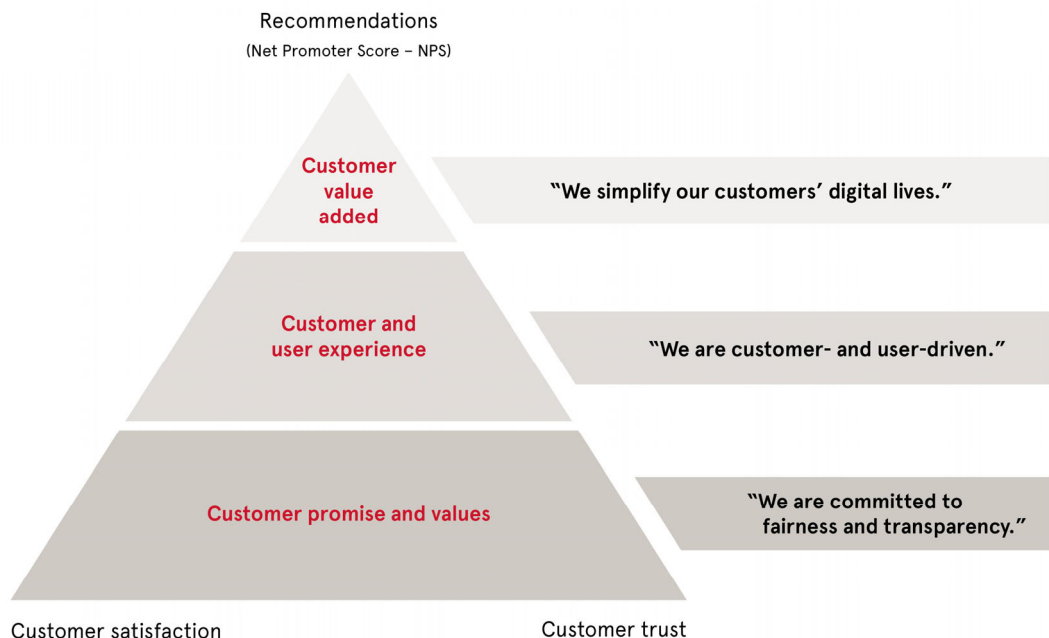 Recommendations
(Net Promoter Score – NPS)
Customer
value
added
“We simplify our customers’ digital lives.”
Customer and
user experience
“We are customer- and user-driven.”
Customer promise and values
“We are committed to
fairness and transparency.”
Customer satisfaction
Customer trust